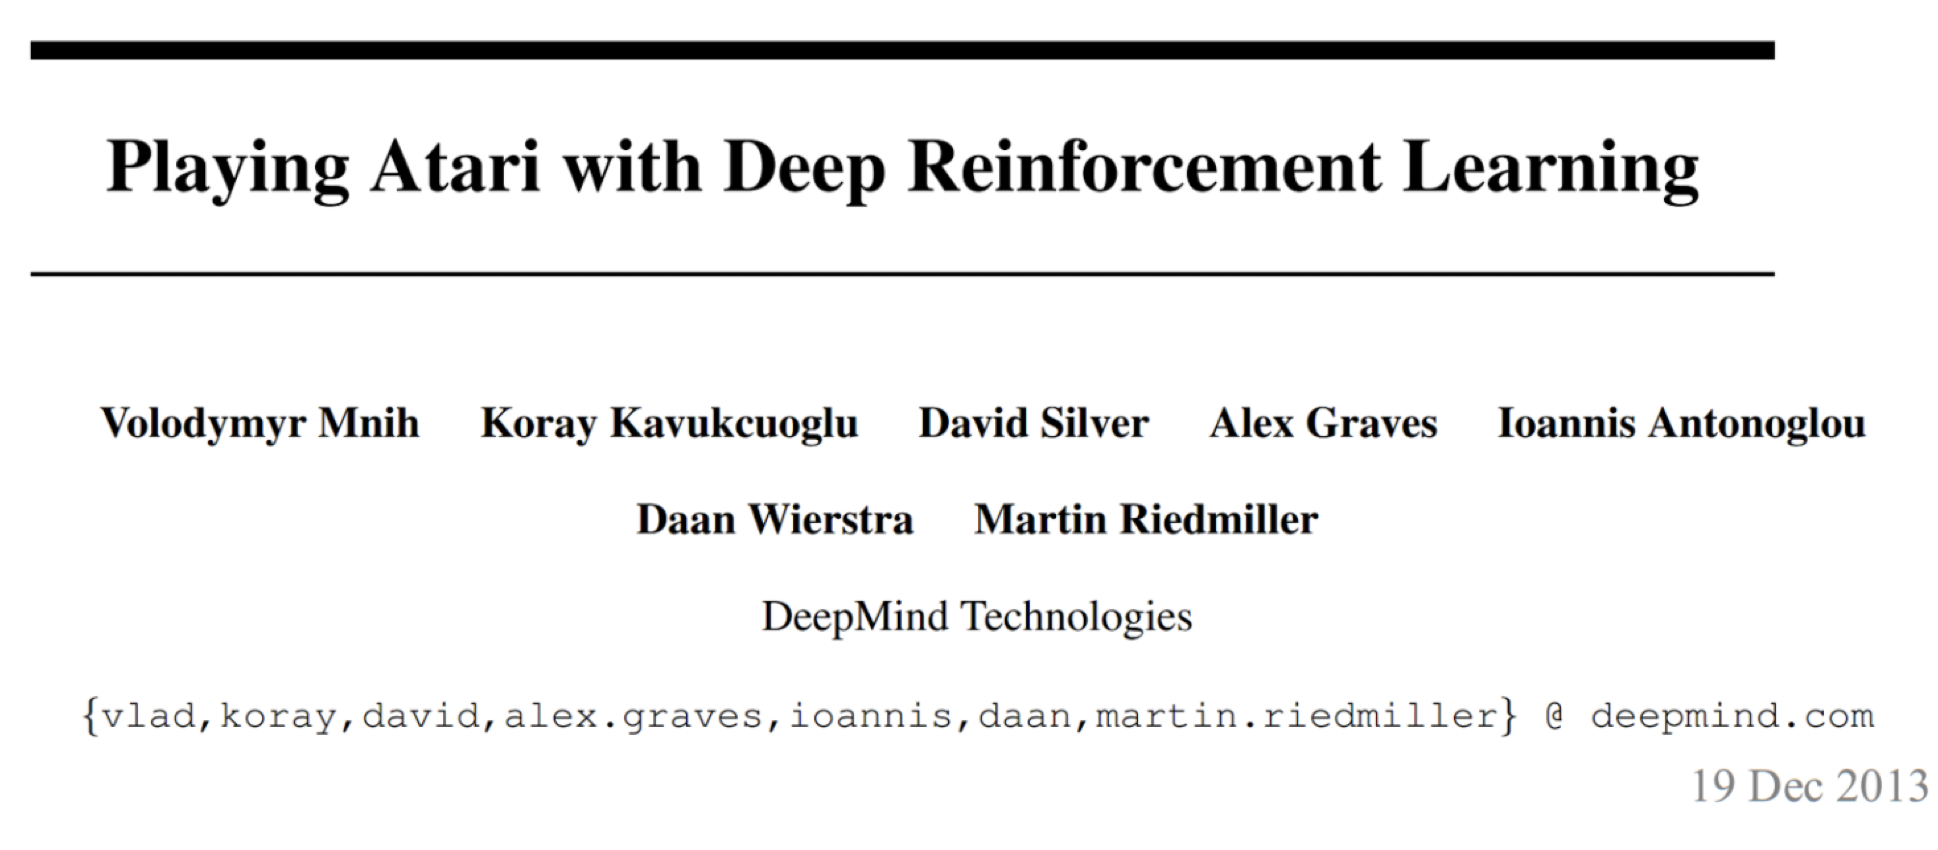 Playing Atari with Deep Reinforcement Learning
Volodymyr Mnih Koray Kavukcuoglu David Silver Alex Graves Ioannis Antonoglou
Daan Wierstra Martin Riedmiller
DeepMind Technologies
{vlad,koray,david,alex.graves,ioannis,daan,martin.riedmiller} @ deepmind.com
19 Dec 2013